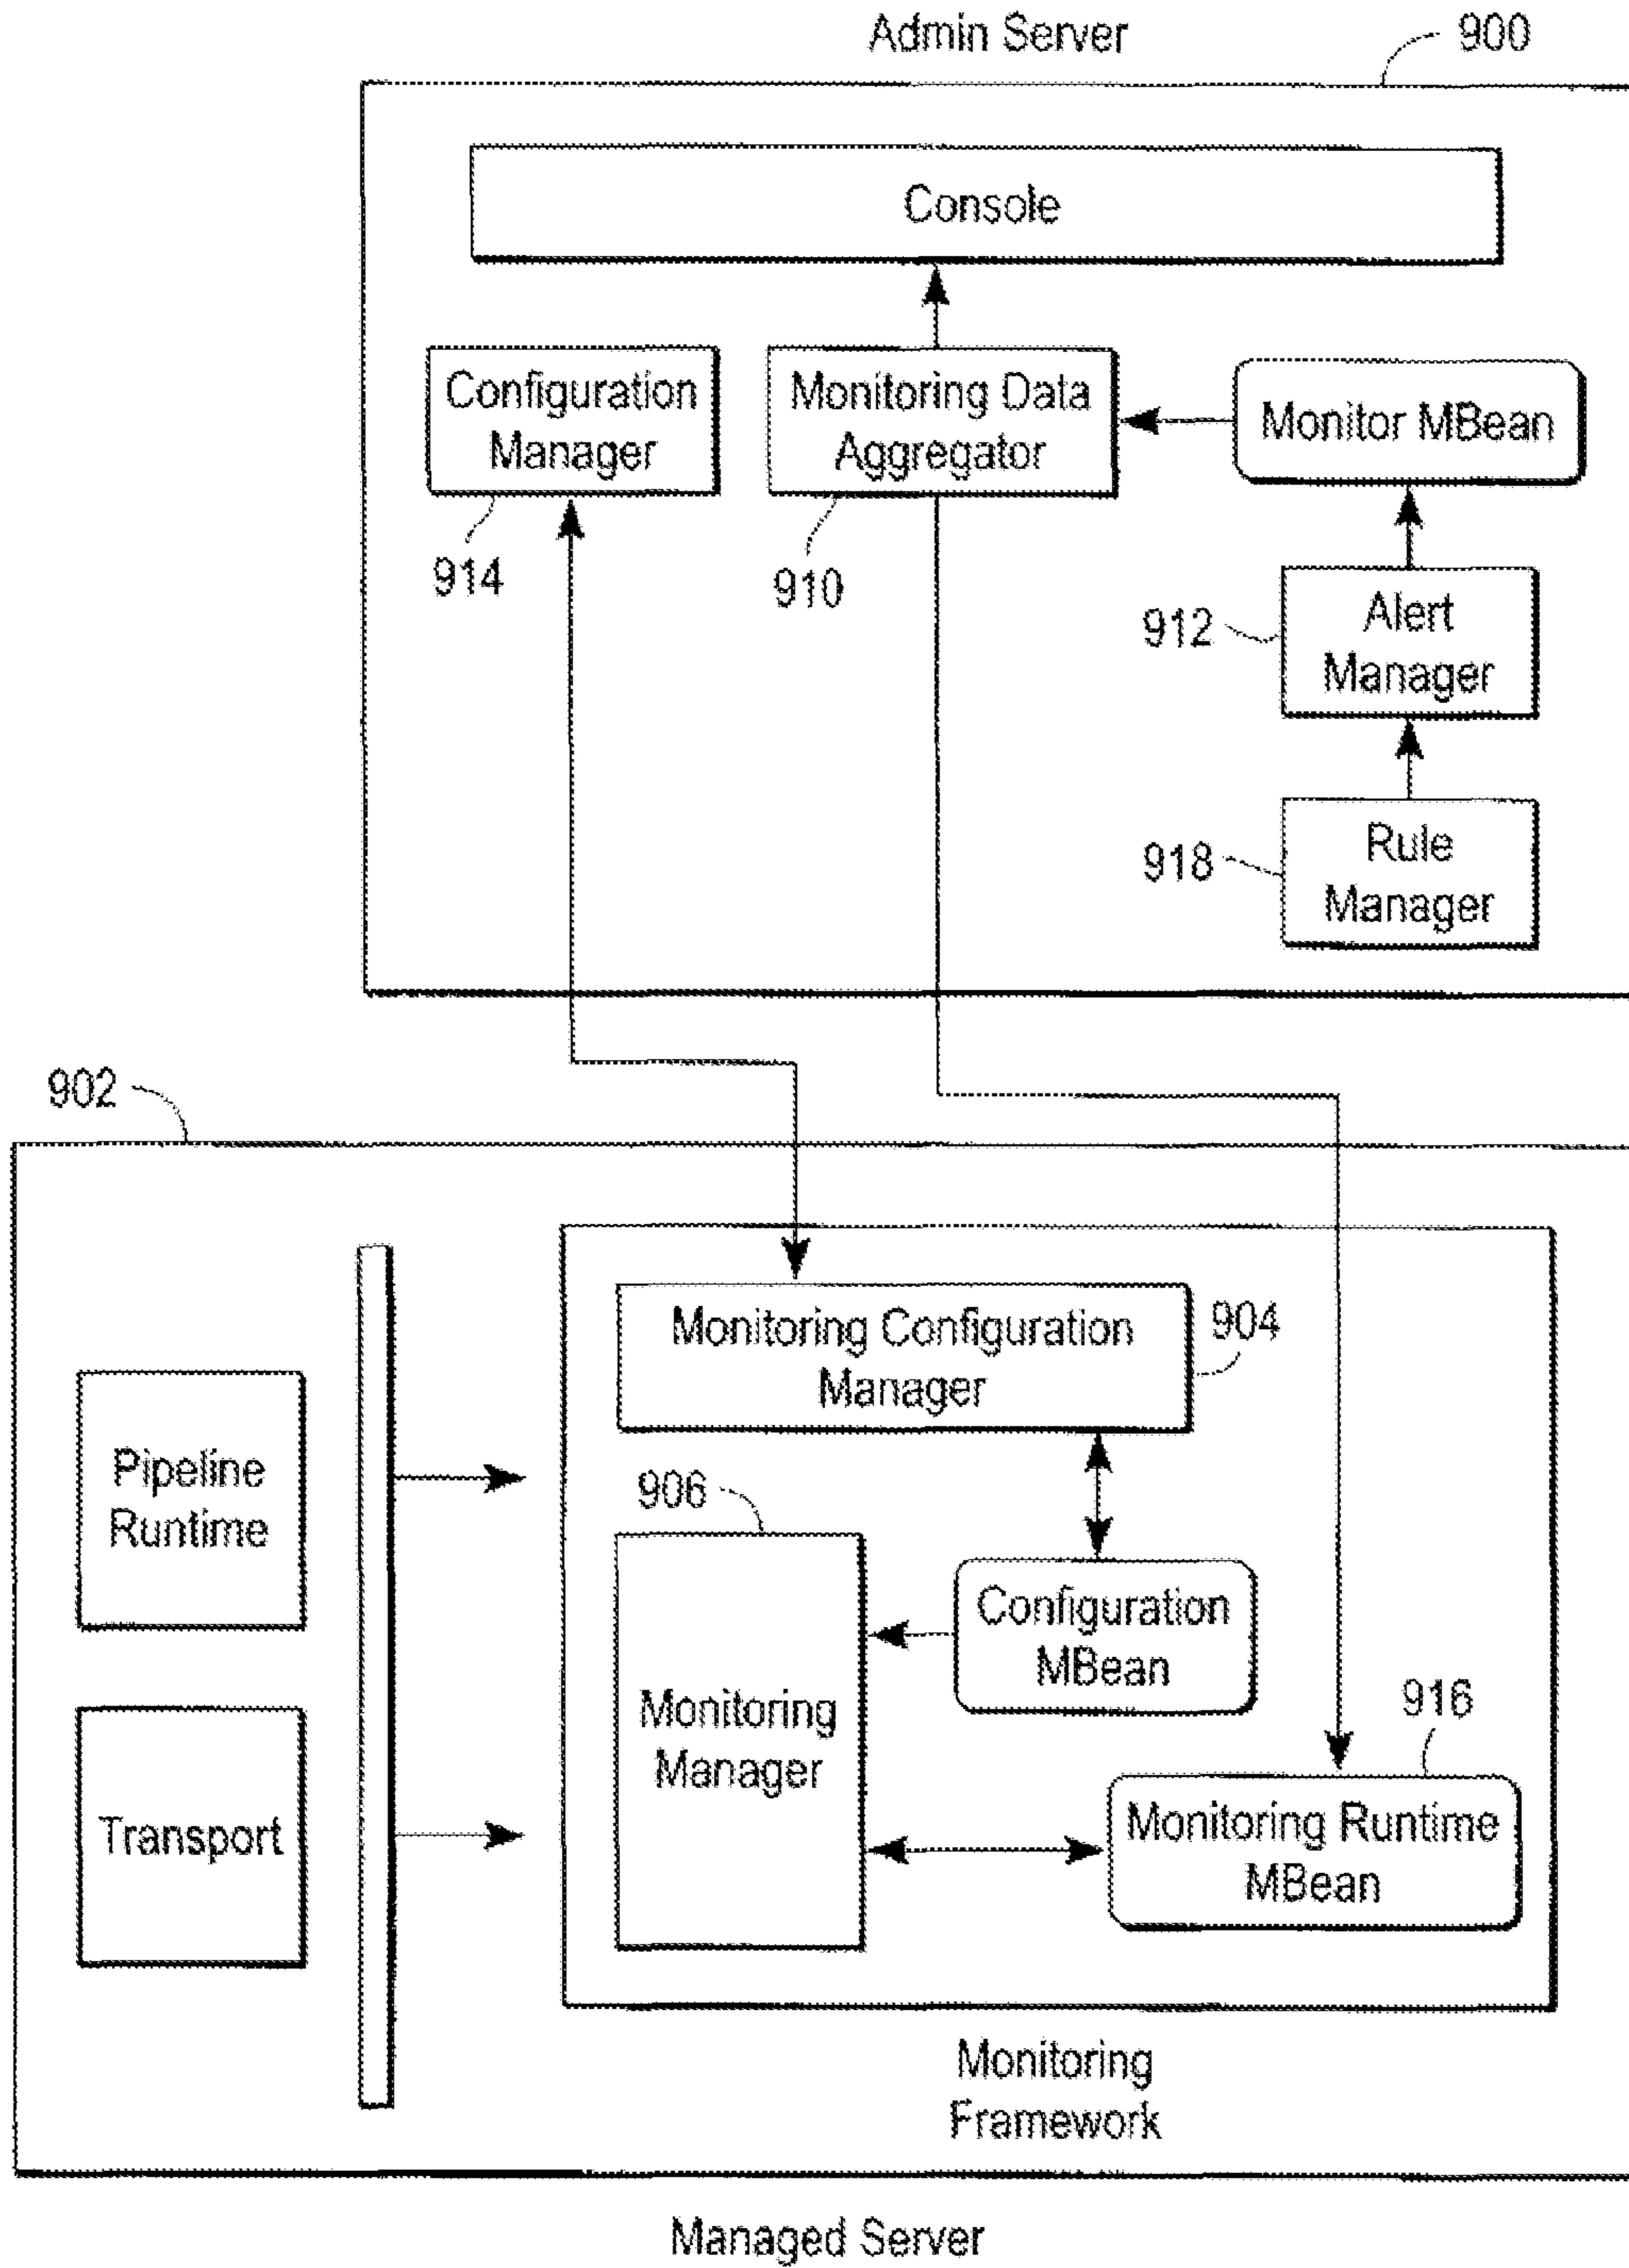 Admin Server
900
Console
Configuration
Manager
914
Monitoring Data
Aggregator
910
Monitor MBean
912
Alert
Manager
918
Rule
Manager
902
Monitoring Configuration
Manager
904
Pipeline
Runtime
906
Configuration
MBean
Monitoring
Manager
916
Transport
Monitoring Runtime
MBean
Monitoring
Framework
Managed Server